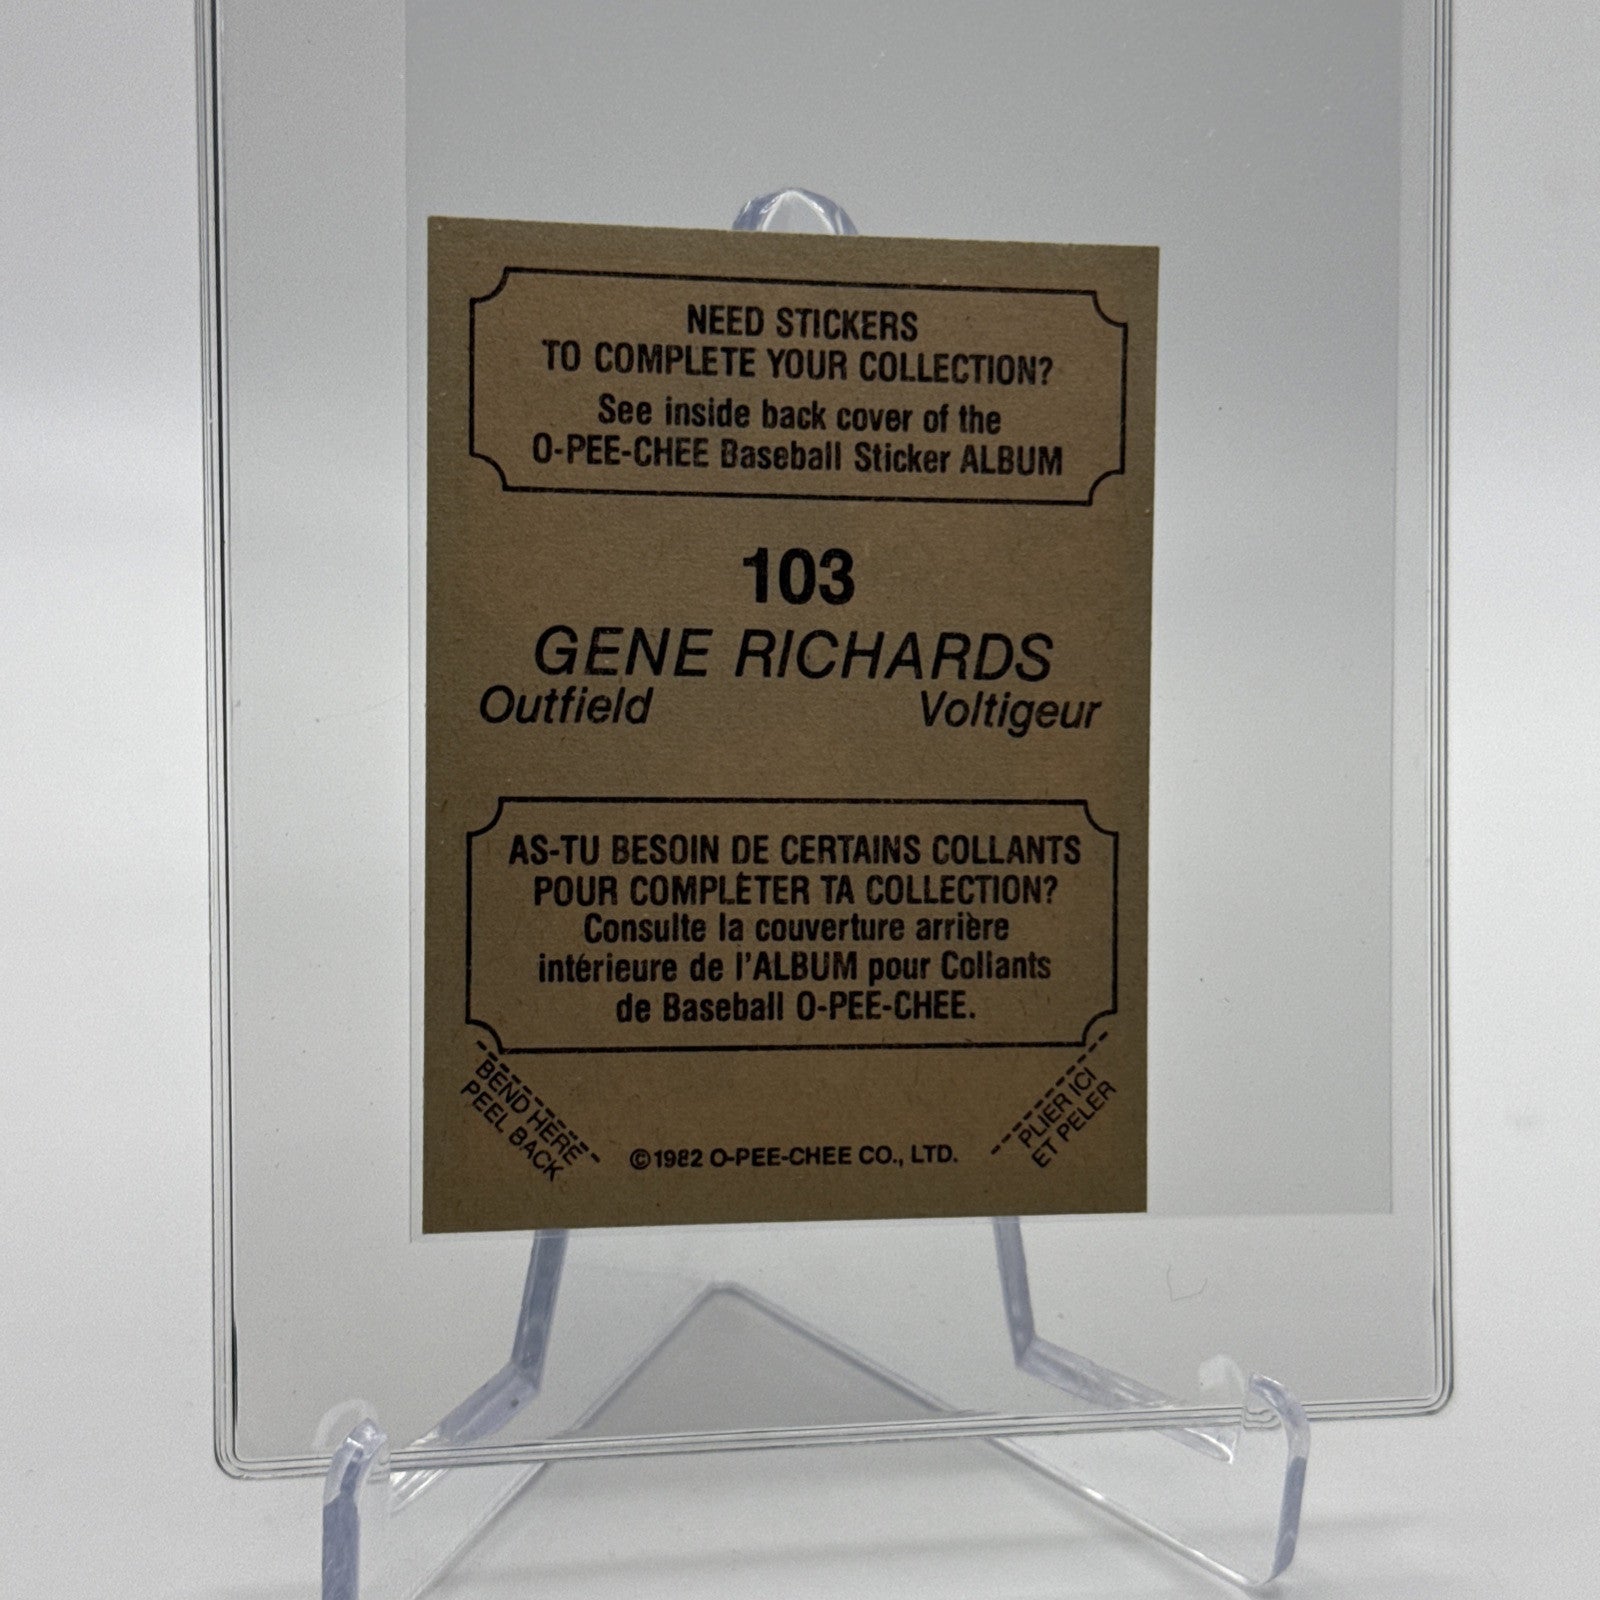 NEED STICKERS
TO COMPLETE YOUR COLLECTION?
See inside back cover of the
O-PEE-CHEE Baseball Sticker ALBUM
103
GENE RICHARDS
Outfield Voltigeur
AS-TU BESOIN DE CERTAINS COLLANTS
POUR COMPLÉTER TA COLLECTION?
Consulte la couverture arrière
intérieure de l'ALBUM pour Collants
de Baseball O-PEE-CHEE.
BEND HERE
PEEL BACK
©1982 O-PEE-CHEE CO., LTD.
PLIER ICI
ET PELER